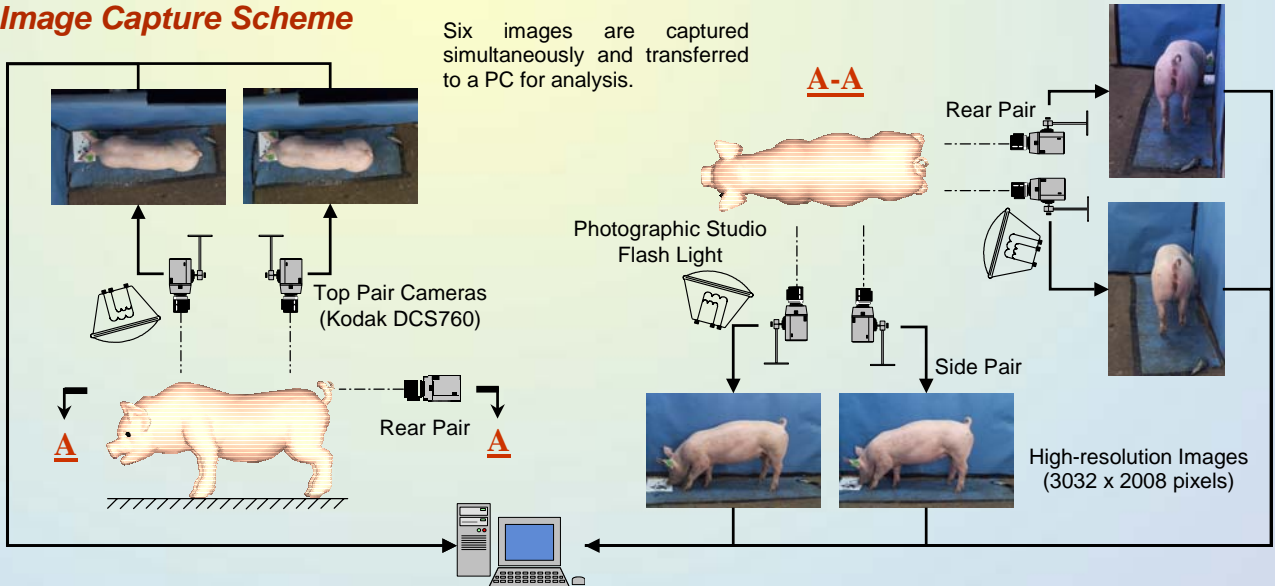 Image Capture Scheme
Six images are captured
simultaneously and transferred
to a PC for analysis.
A-A
Rear Pair
Photographic Studio
Flash Light
Top Pair Cameras
(Kodak DCS760)
Side Pair
A
Rear Pair
A
High-resolution Images
(3032 x 2008 pixels)